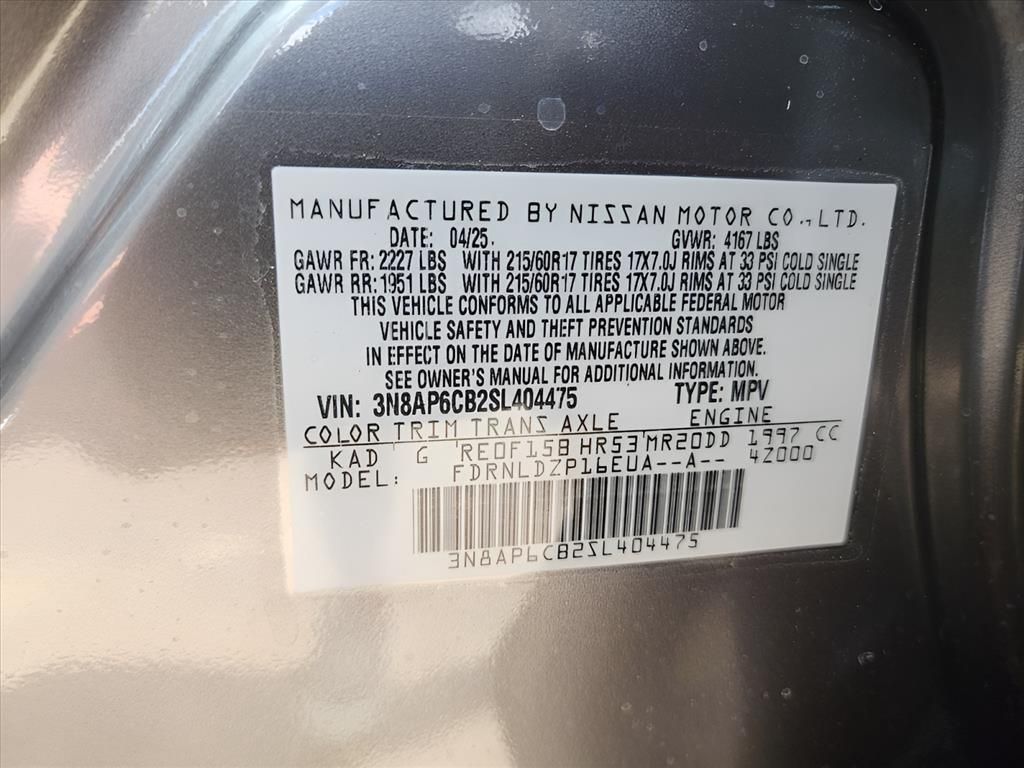 MANUFACTURED BY NISSAN MOTOR CO.,LTD.
DATE: 04/25. GVWR: 4167 LBS
GAWR FR: 2227 LBS WITH 215/60R17 TIRES 17X7.0J RIMS AT 33 PSI COLD SINGLE
GAWR RR: 1951 LBS WITH 215/60R17 TIRES 17X7.0J RIMS AT 33 PSI COLD SINGLE
THIS VEHICLE CONFORMS TO ALL APPLICABLE FEDERAL MOTOR
VEHICLE SAFETY AND THEFT PREVENTION STANDARDS
IN EFFECT ON THE DATE OF MANUFACTURE SHOWN ABOVE.
SEE OWNER'S MANUAL FOR ADDITIONAL INFORMATION.
VIN: 3N8AP6CB2SL404475 TYPE: MPV
COLOR TRIM TRANS AXLE ENGINE
KAD G RE0F15B HR53 MR20DD 1997 CC
MODEL: FDRNLDZP16EUA--A-- 4Z000
3N8AP6CB2SL404475